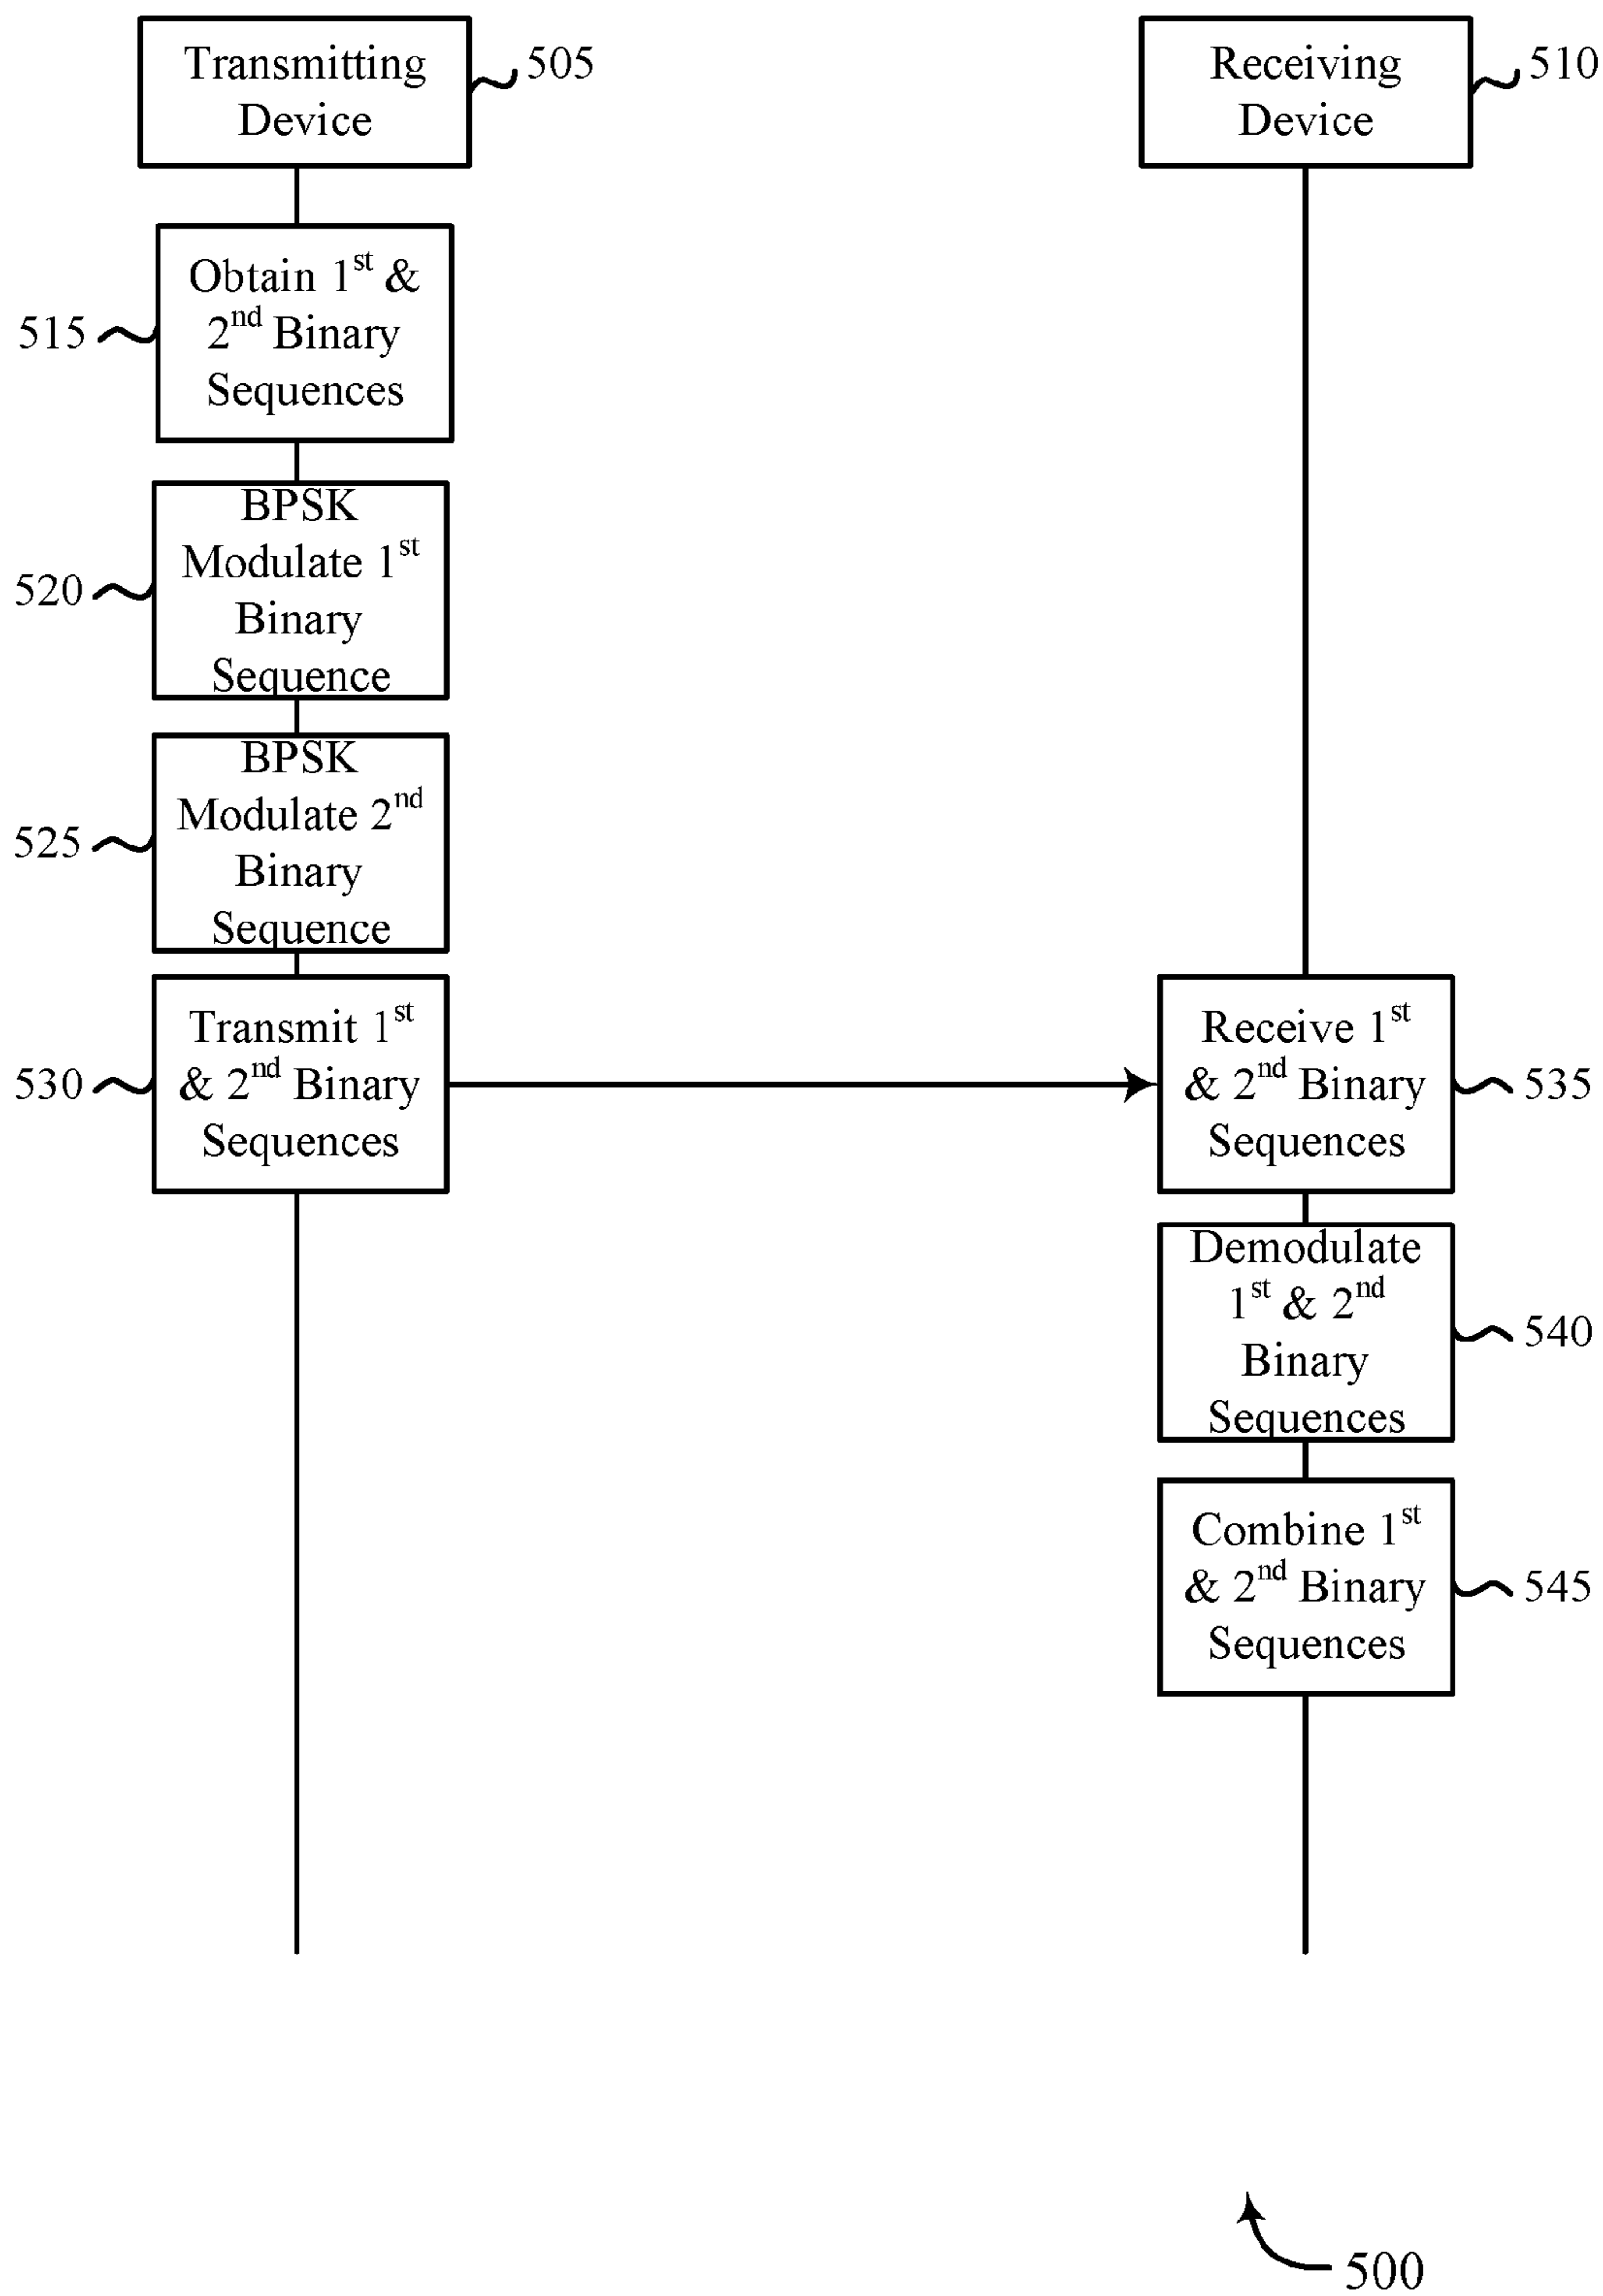 Transmitting
Device
505
Receiving
Device
510
Obtain 1st &
2nd Binary
Sequences
515
BPSK
Modulate 1st
Binary
Sequence
520
BPSK
Modulate 2nd
Binary
Sequence
525
Transmit 1st
& 2nd Binary
Sequences
530
Receive 1st
& 2nd Binary
Sequences
535
Demodulate
1st & 2nd
Binary
Sequences
540
Combine 1st
& 2nd Binary
Sequences
545
500